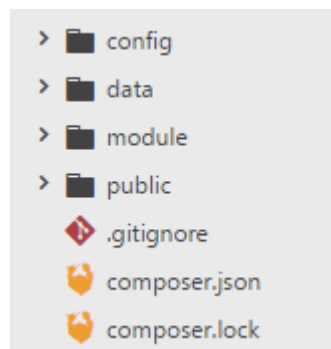 config
data
module
public
.gitignore
composer.json
composer.lock